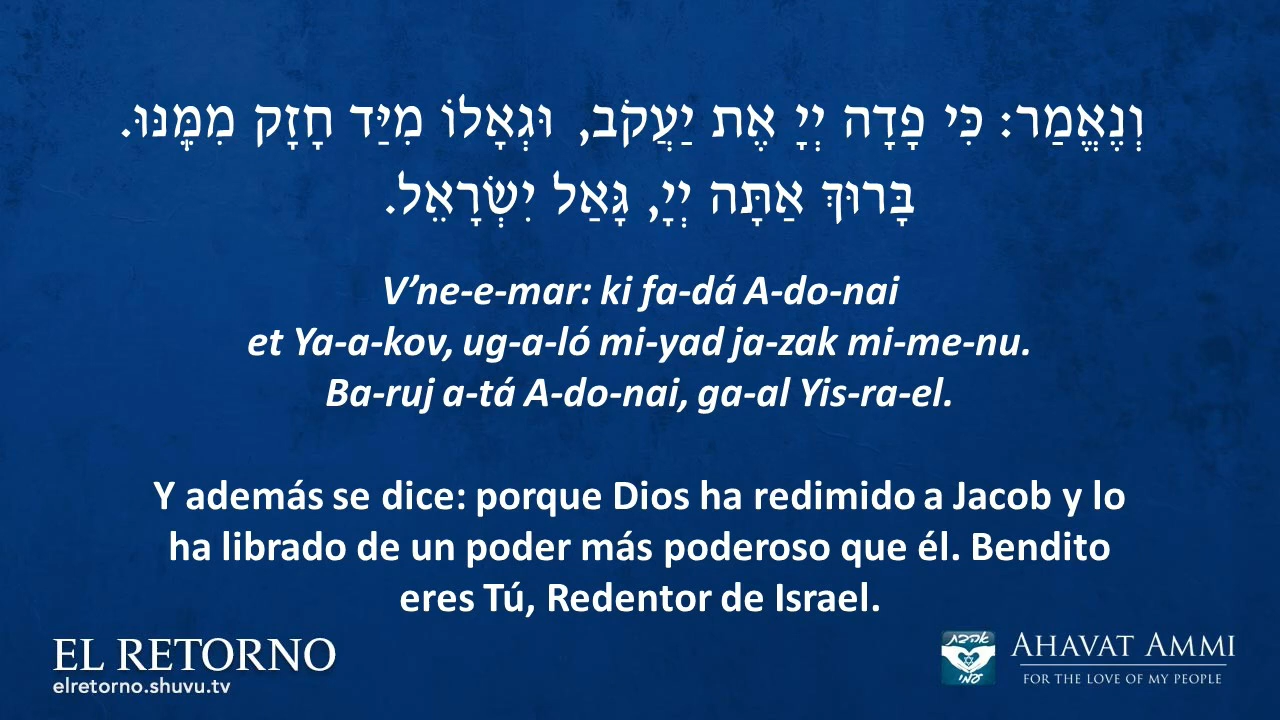 וְנֶאֱמַר: כִּי פָדָה יְיָ אֶת יַעֲקֹב, וּגְאָלוֹ מִיַּד חָזָק מִמֶּנּוּ.
בָּרוּךְ אַתָּה יְיָ, גָּאַל יִשְׂרָאֵל.
V’ne-e-mar: ki fa-dá A-do-nai
et Ya-a-kov, ug-a-ló mi-yad ja-zak mi-me-nu.
Ba-ruj a-tá A-do-nai, ga-al Yis-ra-el.
Y además se dice: porque Dios ha redimido a Jacob y lo
ha librado de un poder más poderoso que él. Bendito
eres Tú, Redentor de Israel.
EL RETORNO
elretorno.shuvu.tv
אהבת
עמי
AHAVAT AMMI
FOR THE LOVE OF MY PEOPLE